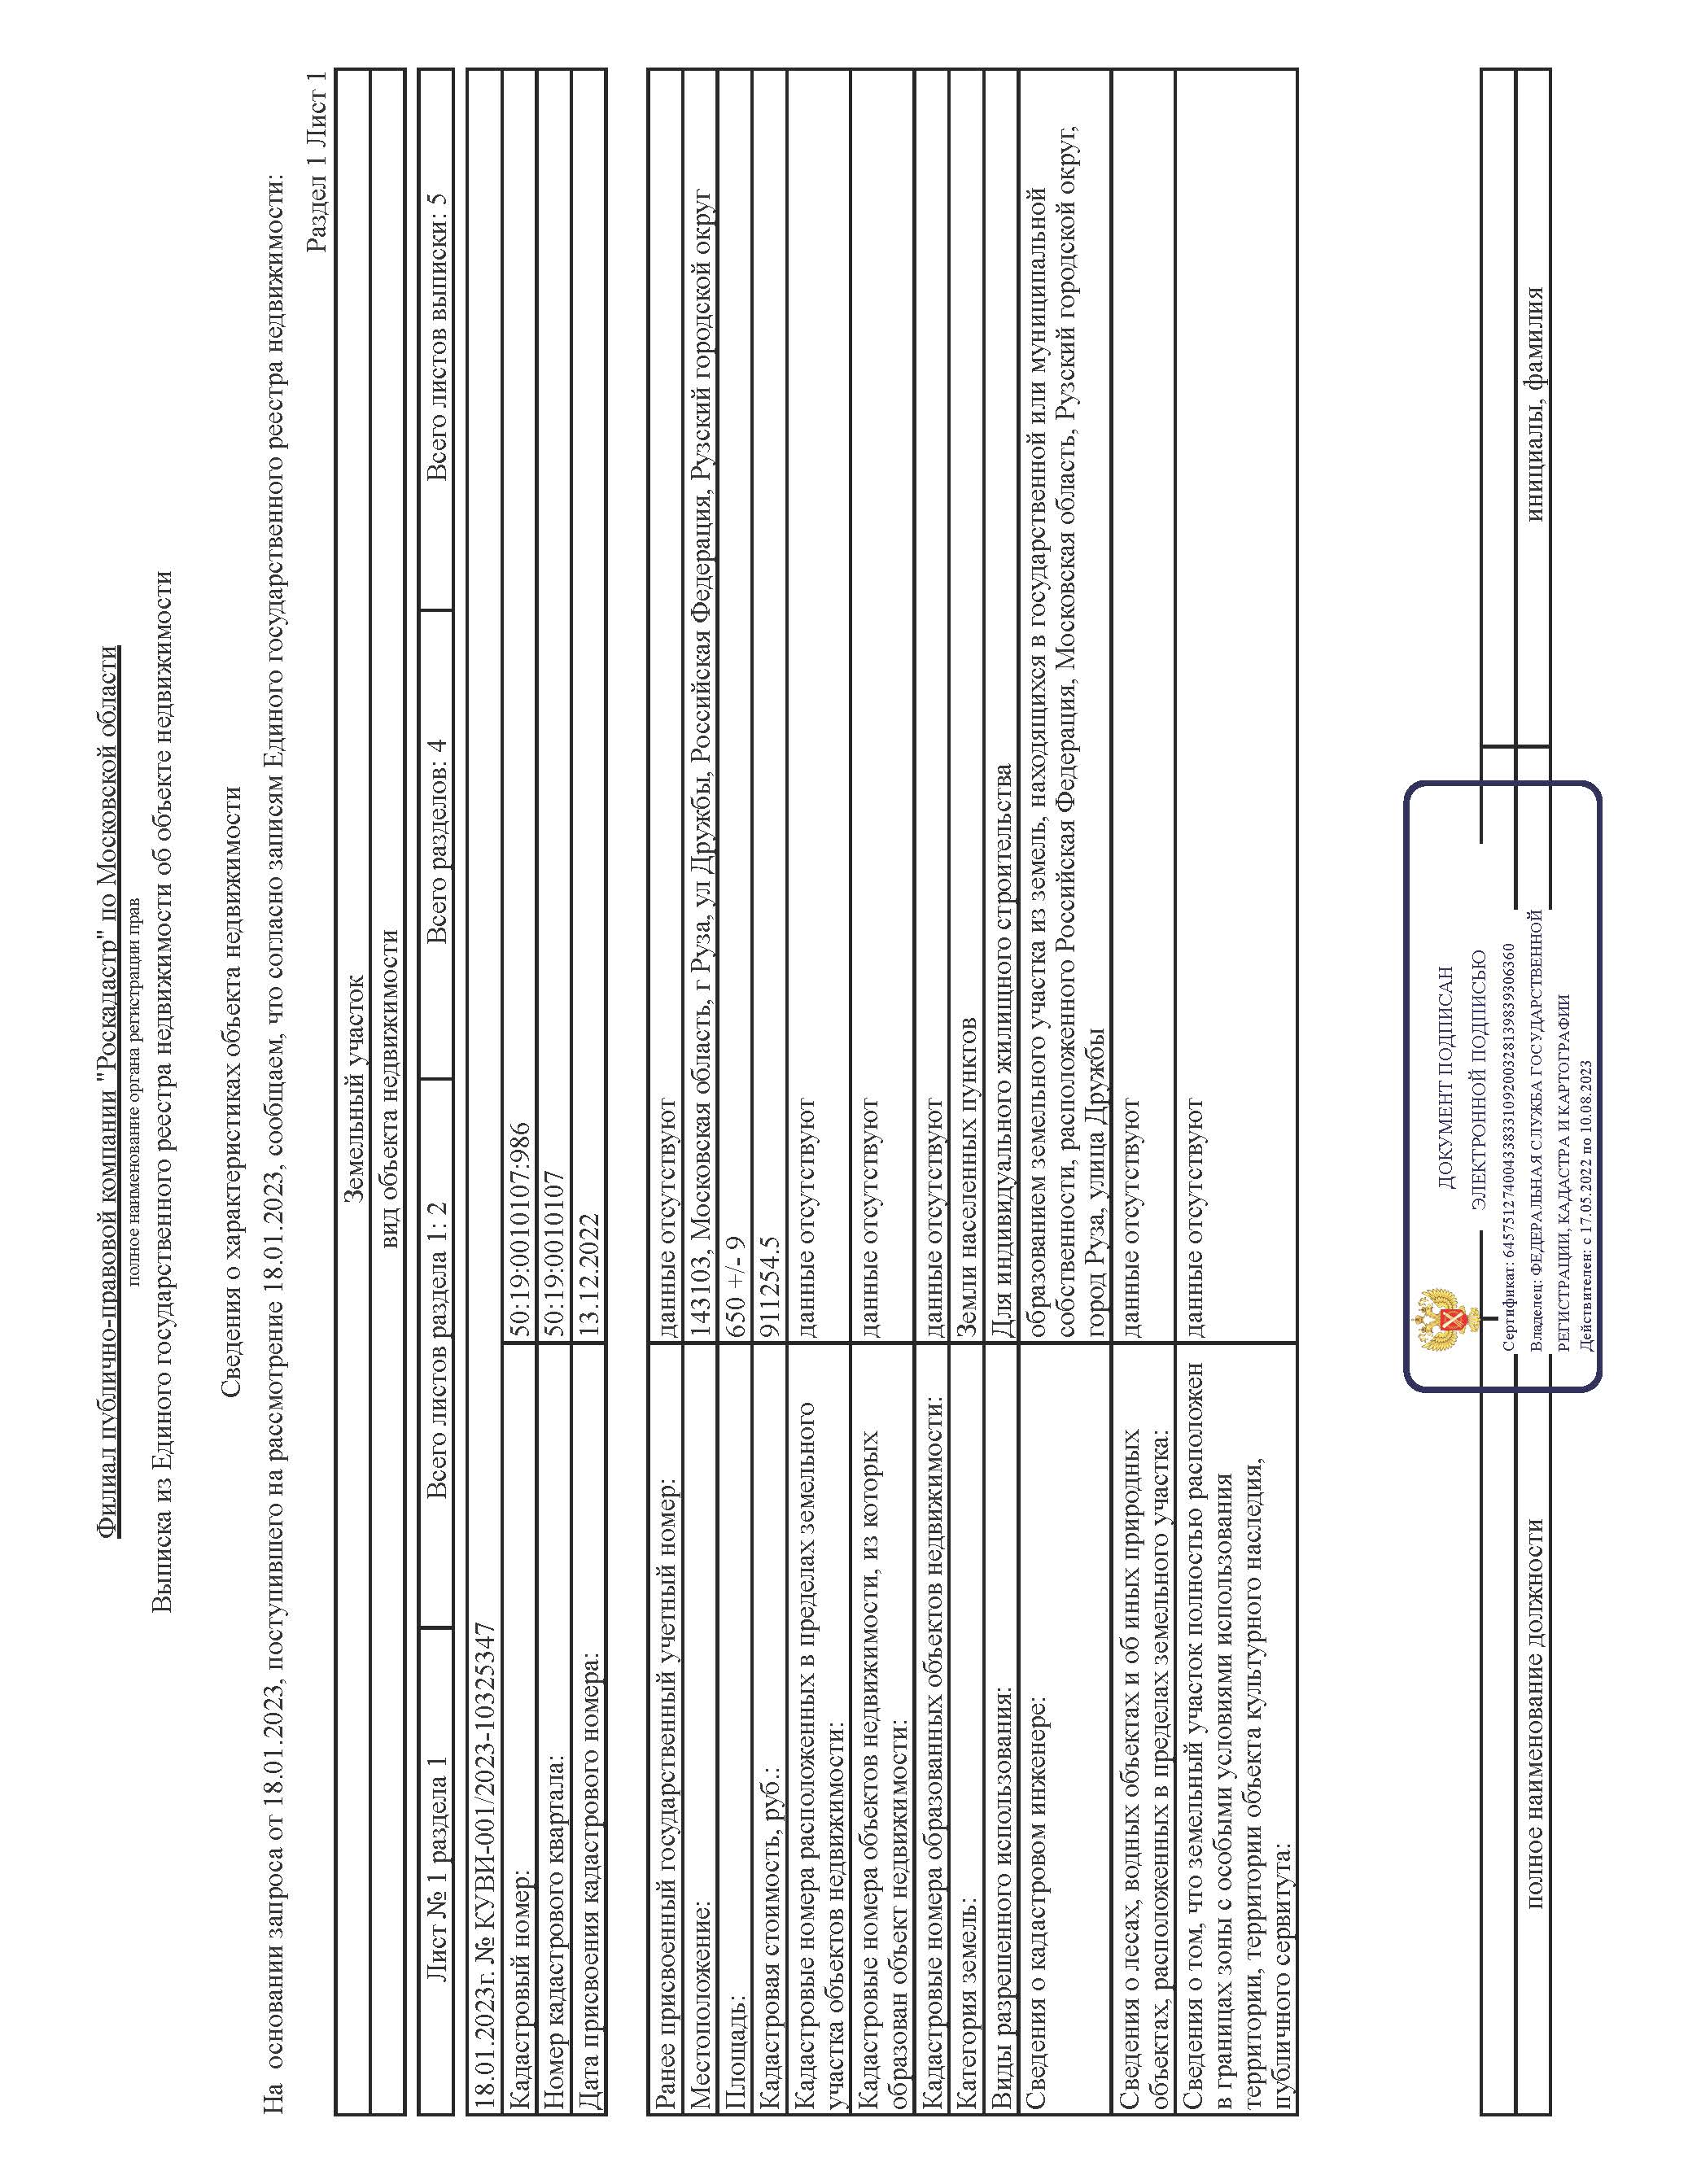 Филиал публично-правовой компании "Роскадастр" по Московской области
полное наименование органа регистрации прав
Выписка из Единого государственного реестра недвижимости об объекте недвижимости
Сведения о характеристиках объекта недвижимости
На основании запроса от 18.01.2023, поступившего на рассмотрение 18.01.2023, сообщаем, что согласно записям Единого государственного реестра недвижимости:
Раздел 1 Лист 1
Земельный участок
вид объекта недвижимости
Лист № 1 раздела 1 Всего листов раздела 1: 2 Всего разделов: 4 Всего листов выписки: 5
18.01.2023г. № КУВИ-001/2023-10325347
Кадастровый номер: 50:19:0010107:986
Номер кадастрового квартала: 50:19:0010107
Дата присвоения кадастрового номера: 13.12.2022
Ранее присвоенный государственный учетный номер: данные отсутствуют
Местоположение: 143103, Московская область, г Руза, ул Дружбы, Российская Федерация, Рузский городской округ
Площадь: 650 +/- 9
Кадастровая стоимость, руб.: 911254.5
Кадастровые номера расположенных в пределах земельного данные отсутствуют
участка объектов недвижимости:
Кадастровые номера объектов недвижимости, из которых данные отсутствуют
образован объект недвижимости:
Кадастровые номера образованных объектов недвижимости: данные отсутствуют
Категория земель: Земли населенных пунктов
Виды разрешенного использования: Для индивидуального жилищного строительства
Сведения о кадастровом инженере: образованием земельного участка из земель, находящихся в государственной или муниципальной
собственности, расположенного Российская Федерация, Московская область, Рузский городской округ,
город Руза, улица Дружбы
Сведения о лесах, водных объектах и об иных природных данные отсутствуют
объектах, расположенных в пределах земельного участка:
Сведения о том, что земельный участок полностью расположен данные отсутствуют
в границах зоны с особыми условиями использования
территории, территории объекта культурного наследия,
публичного сервитута:
ДОКУМЕНТ ПОДПИСАН
ЭЛЕКТРОННОЙ ПОДПИСЬЮ
Сертификат: 64575127400433833109200328139839306360
Владелец: ФЕДЕРАЛЬНАЯ СЛУЖБА ГОСУДАРСТВЕННОЙ
РЕГИСТРАЦИИ, КАДАСТРА И КАРТОГРАФИИ
Действителен: с 17.05.2022 по 10.08.2023
полное наименование должности инициалы, фамилия